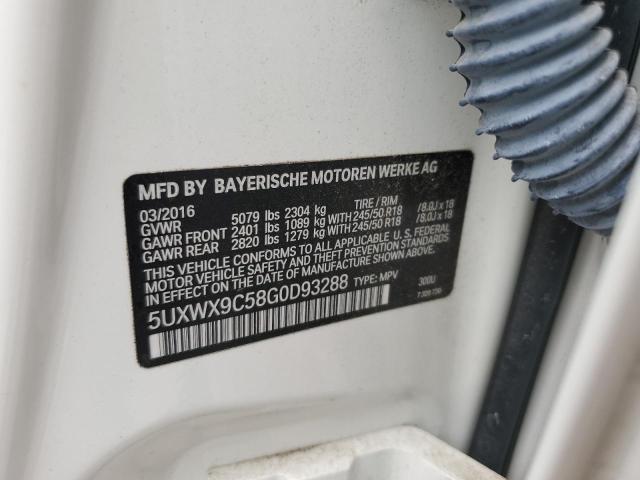 MFD BY BAYERISCHE MOTOREN WERKE AG
03/2016
GVWR 5079 lbs 2304 kg TIRE / RIM
GAWR FRONT 2401 lbs 1089 kg WITH 245/50 R18 /8.0J x 18
GAWR REAR 2820 lbs 1279 kg WITH 245/50 R18 /8.0J x 18
THIS VEHICLE CONFORMS TO ALL APPLICABLE U.S. FEDERAL
MOTOR VEHICLE SAFETY AND THEFT PREVENTION STANDARDS
IN EFFECT ON THE DATE OF MANUFACTURE SHOWN ABOVE.
5UXWX9C58G0D93288 TYPE: MPV 300U